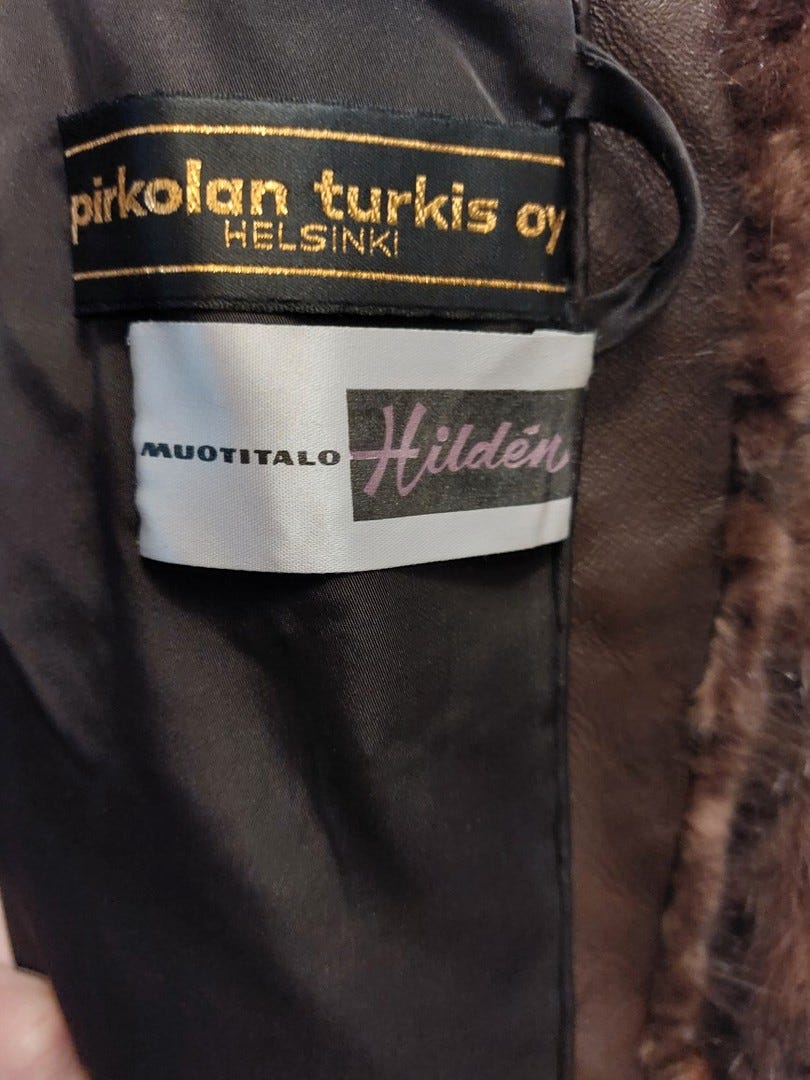 pirkolan turkis oy
HELSINKI
MUOTITALO Hildén